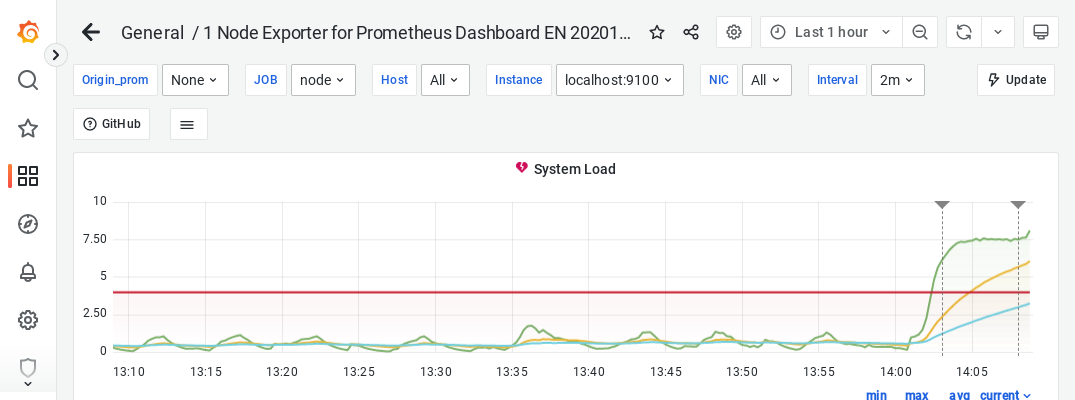 General / 1 Node Exporter for Prometheus Dashboard EN 20201... Last 1 hour
Origin_prom None JOB node Host All Instance localhost:9100 NIC All Interval 2m Update
GitHub
System Load
10
7.50
5
2.50
0
13:10 13:15 13:20 13:25 13:30 13:35 13:40 13:45 13:50 13:55 14:00 14:05
min max avg current